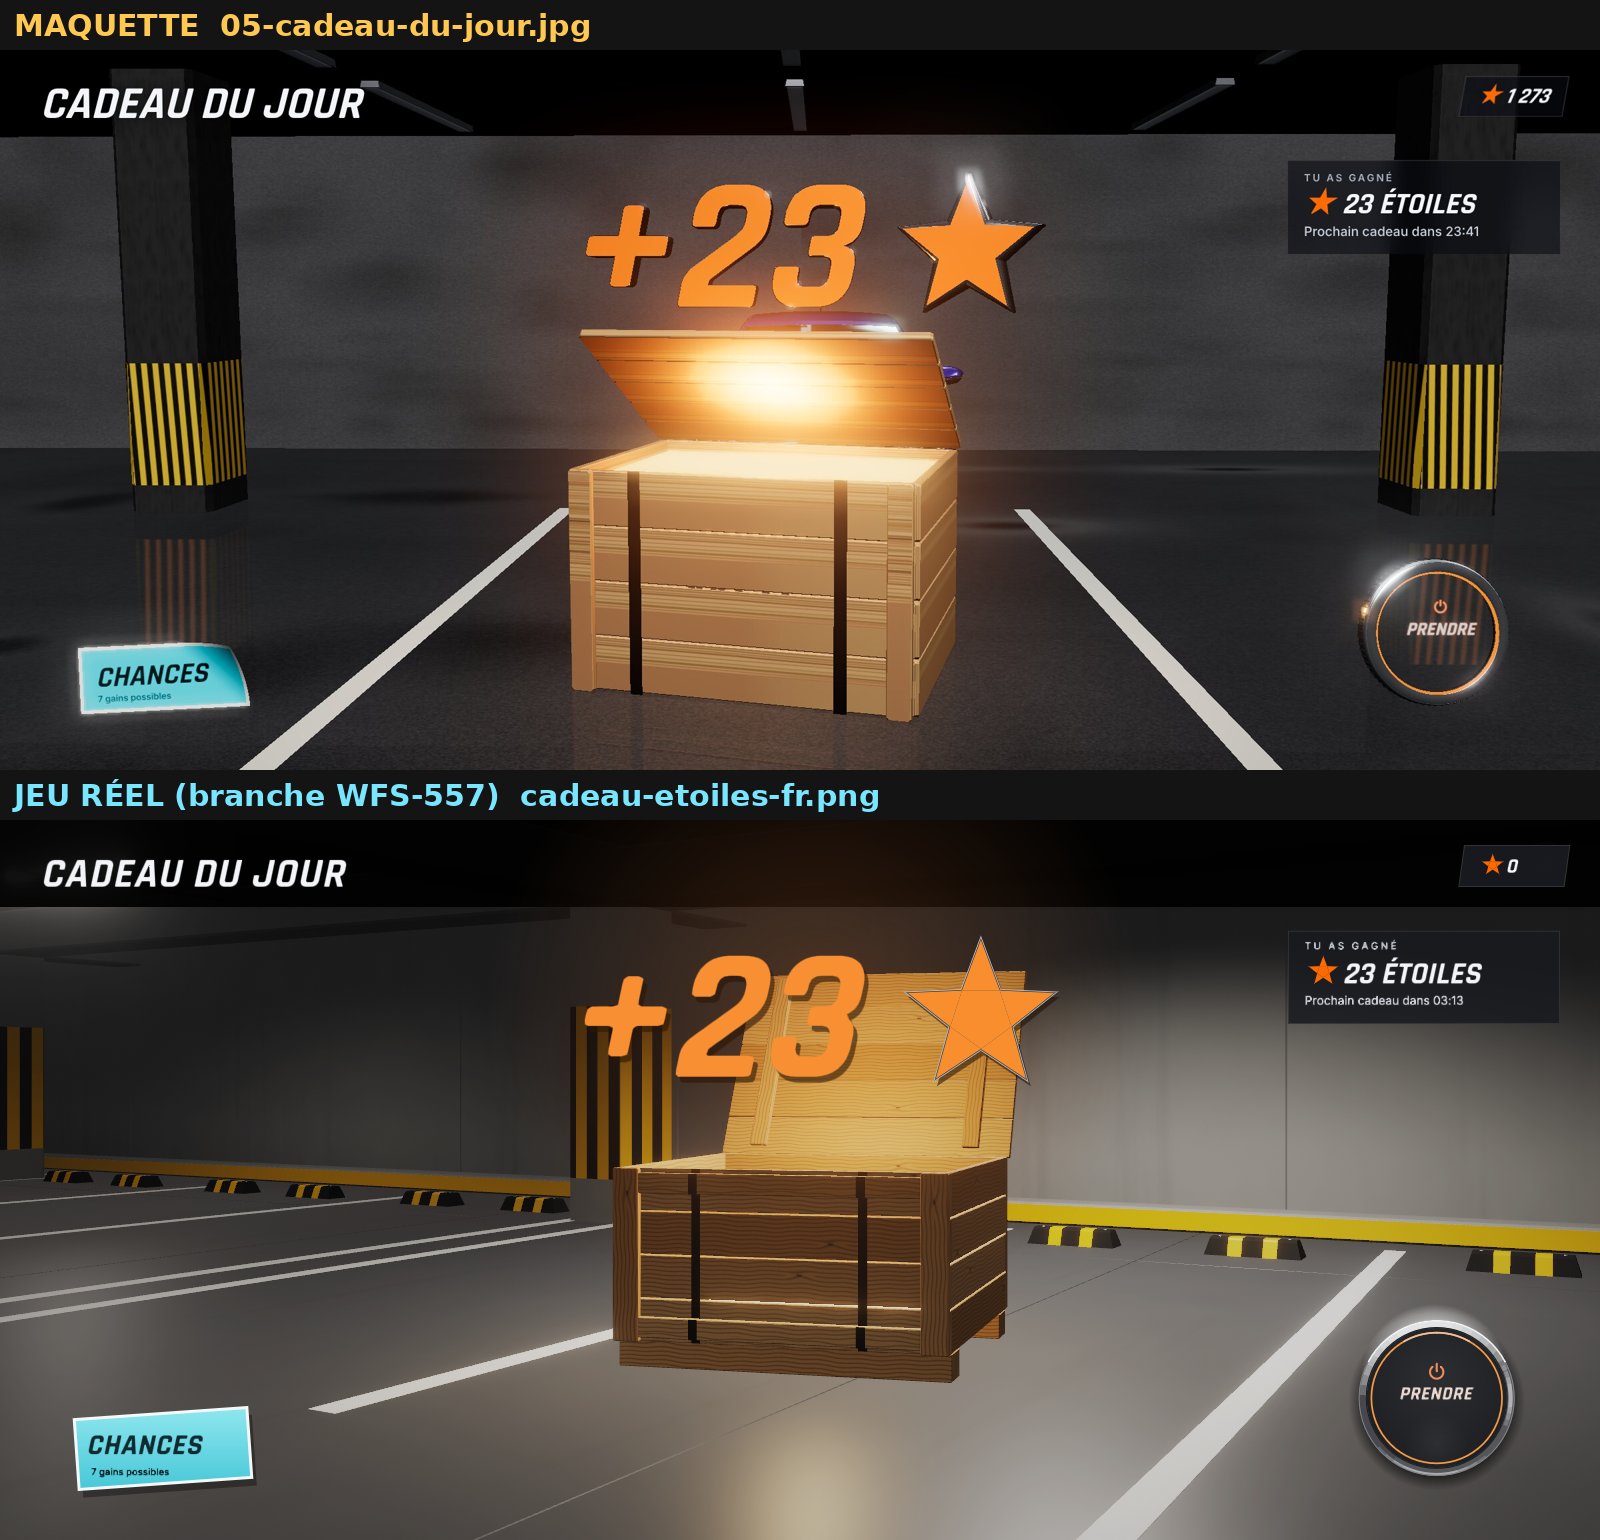 MAQUETTE  05-cadeau-du-jour.jpg
CADEAU DU JOUR
1 273
+23
TU AS GAGNÉ
23 ÉTOILES
Prochain cadeau dans 23:41
PRENDRE
CHANCES
7 gains possibles
JEU RÉEL (branche WFS-557)  cadeau-etoiles-fr.png
CADEAU DU JOUR
0
+23
TU AS GAGNÉ
23 ÉTOILES
Prochain cadeau dans 03:13
PRENDRE
CHANCES
7 gains possibles